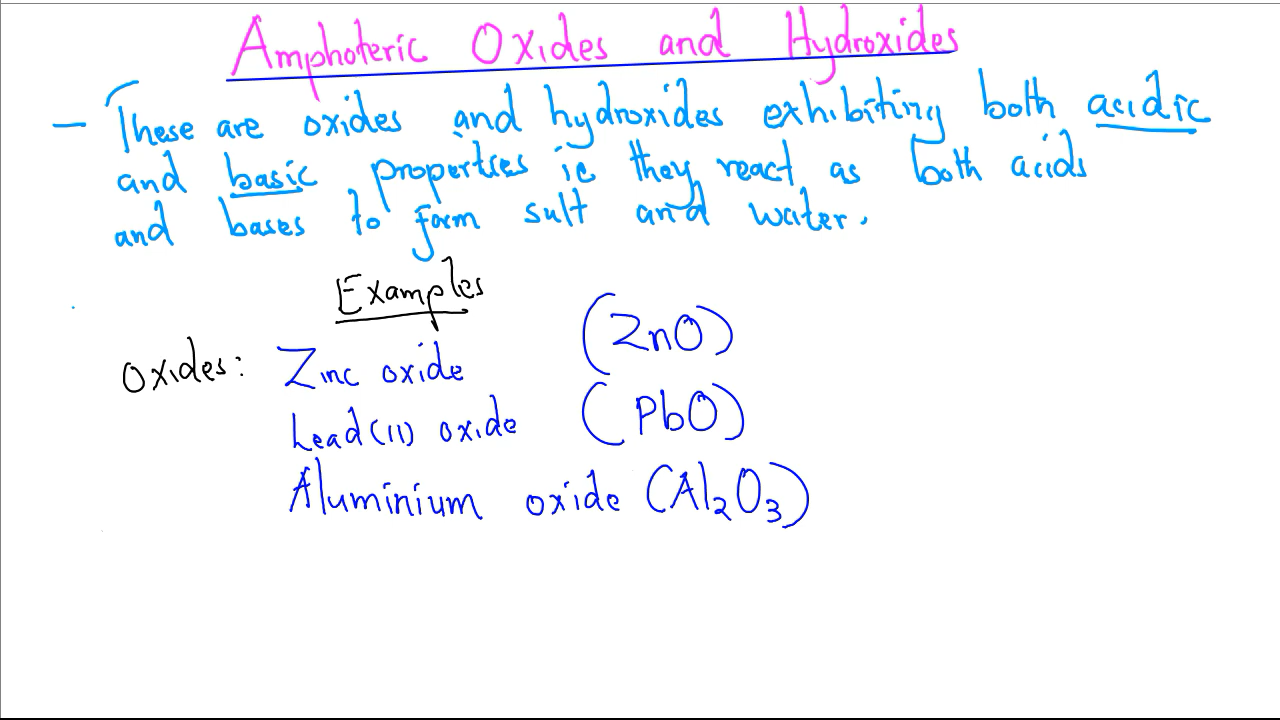 Amphoteric Oxides and Hydroxides
- These are oxides and hydroxides exhibiting both acidic
and basic properties ie they react as both acids
and bases to form sult and water.
Examples
Oxides: Zinc oxide (ZnO)
Lead(II) oxide (PbO)
Aluminium oxide (Al₂O₃)